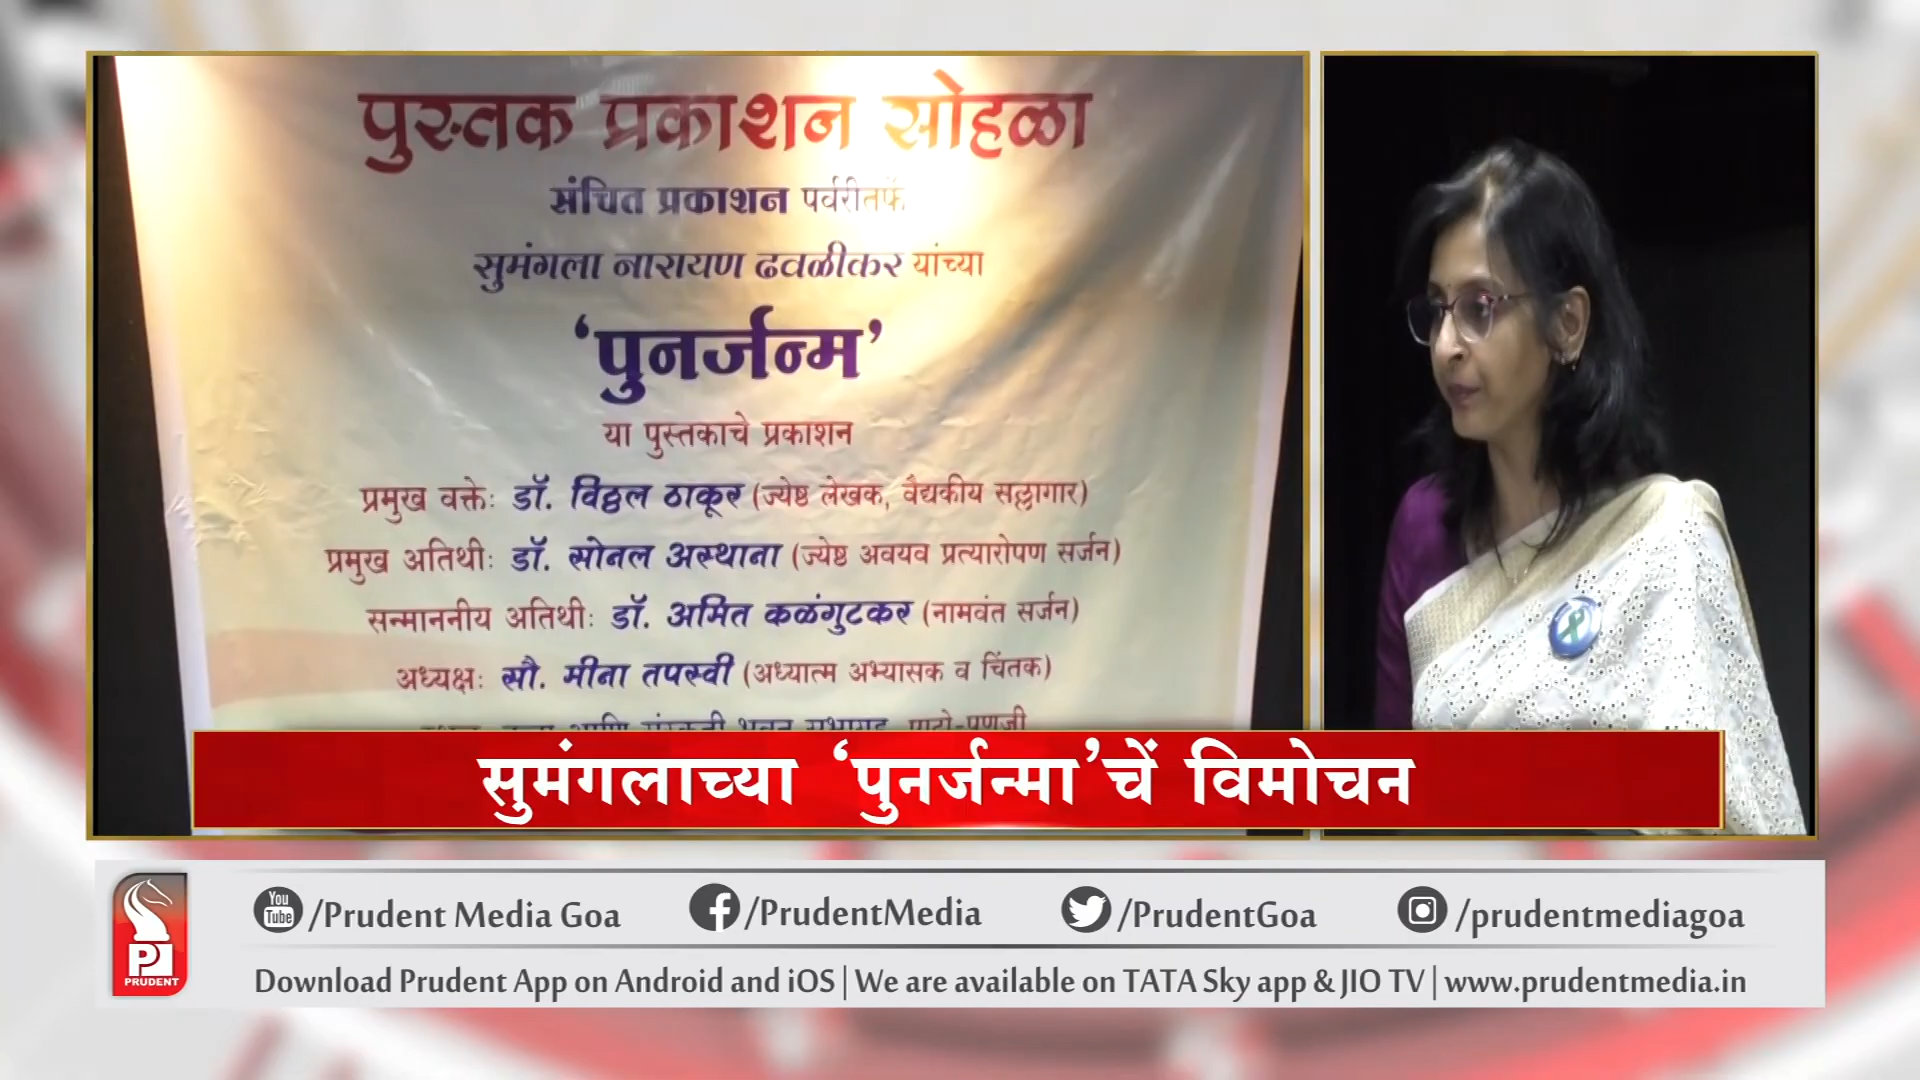 पुस्तक प्रकाशन सोहळा
संचित प्रकाशन पर्वरीतर्फे
सुमंगला नारायण ढवळीकर यांच्या
‘पुनर्जन्म’
या पुस्तकाचे प्रकाशन
प्रमुख वक्ते: डॉ. विठ्ठल ठाकूर (ज्येष्ठ लेखक, वैद्यकीय सल्लागार)
प्रमुख अतिथी: डॉ. सोनल अस्थाना (ज्येष्ठ अवयव प्रत्यारोपण सर्जन)
सन्माननीय अतिथी: डॉ. अमित कळंगुटकर (नामवंत सर्जन)
अध्यक्ष: सौ. मीना तपस्वी (अध्यात्म अभ्यासक व चिंतक)
सुमंगलाच्या ‘पुनर्जन्मा’चें विमोचन
You Tube /Prudent Media Goa /PrudentMedia /PrudentGoa /prudentmediagoa
PRUDENT
Download Prudent App on Android and iOS | We are available on TATA Sky app & JIO TV | www.prudentmedia.in